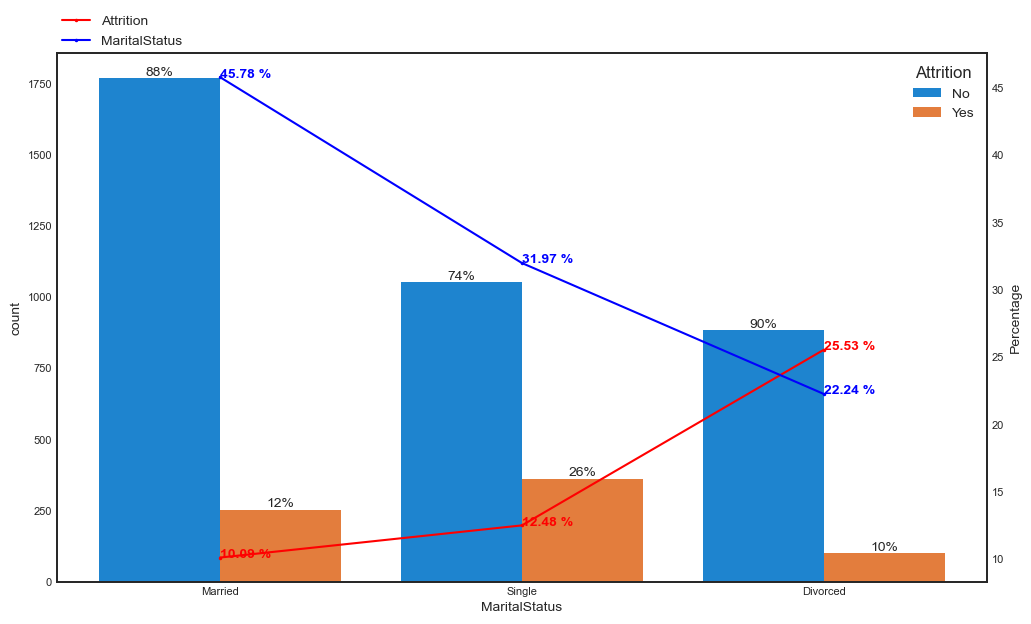 Attrition
MaritalStatus
88%
45.78 %
Attrition
No
Yes
1750
1500
1250
1000
750
500
250
0
count
45
40
35
30
25
20
15
10
Percentage
31.97 %
74%
90%
25.53 %
22.24 %
26%
12%
12.48 %
10.09 %
10%
Married
Single
Divorced
MaritalStatus